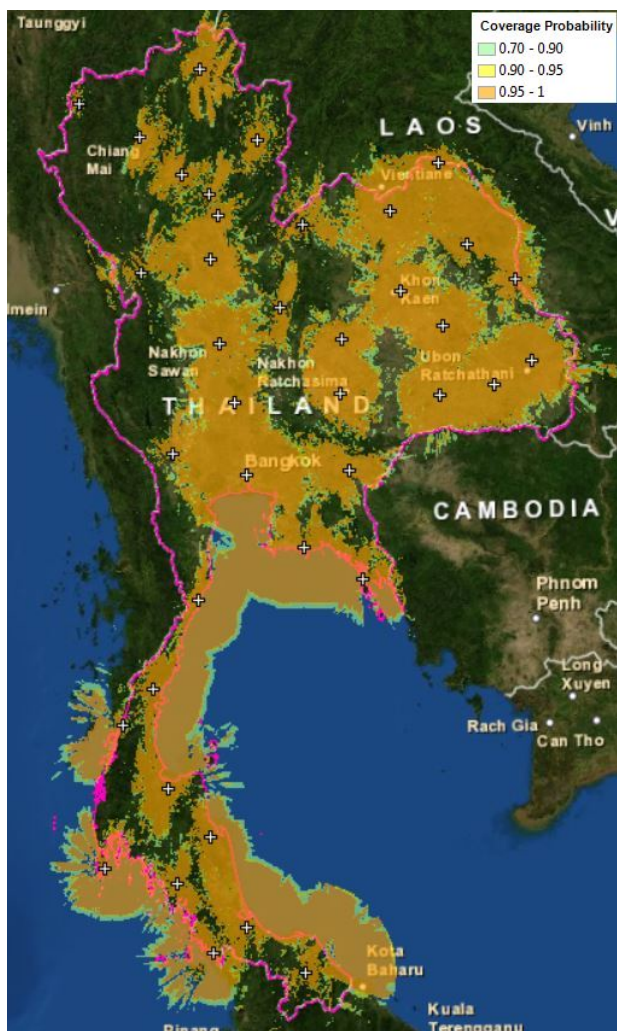 Taunggyi
Coverage Probability
0.70 - 0.90
0.90 - 0.95
0.95 - 1
Vinh
LAOS
Chiang
Mai
Vientiane
V
Khon
Kaen
lmein
Nakhon
Sawan
Nakhon
Ratchasima
Ubon
Ratchathani
THAILAND
Bangkok
CAMBODIA
Phnom
Penh
Long
Xuyen
Rach Gia
Can Tho
Kota
Baharu
Kuala
Terengganu
Pinang